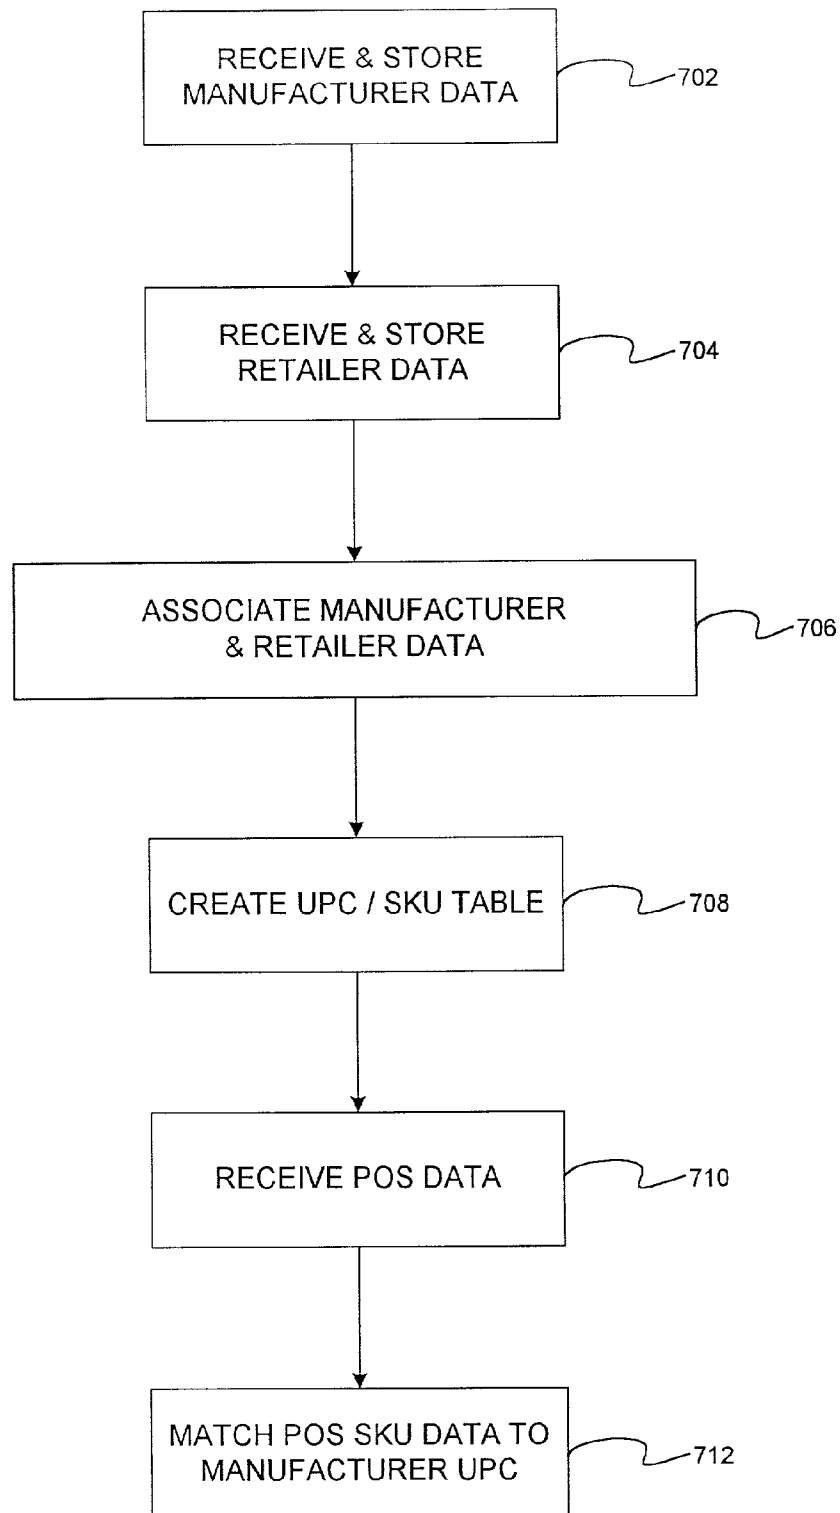 RECEIVE & STORE
MANUFACTURER DATA
702
RECEIVE & STORE
RETAILER DATA
704
ASSOCIATE MANUFACTURER
& RETAILER DATA
706
CREATE UPC / SKU TABLE
708
RECEIVE POS DATA
710
MATCH POS SKU DATA TO
MANUFACTURER UPC
712